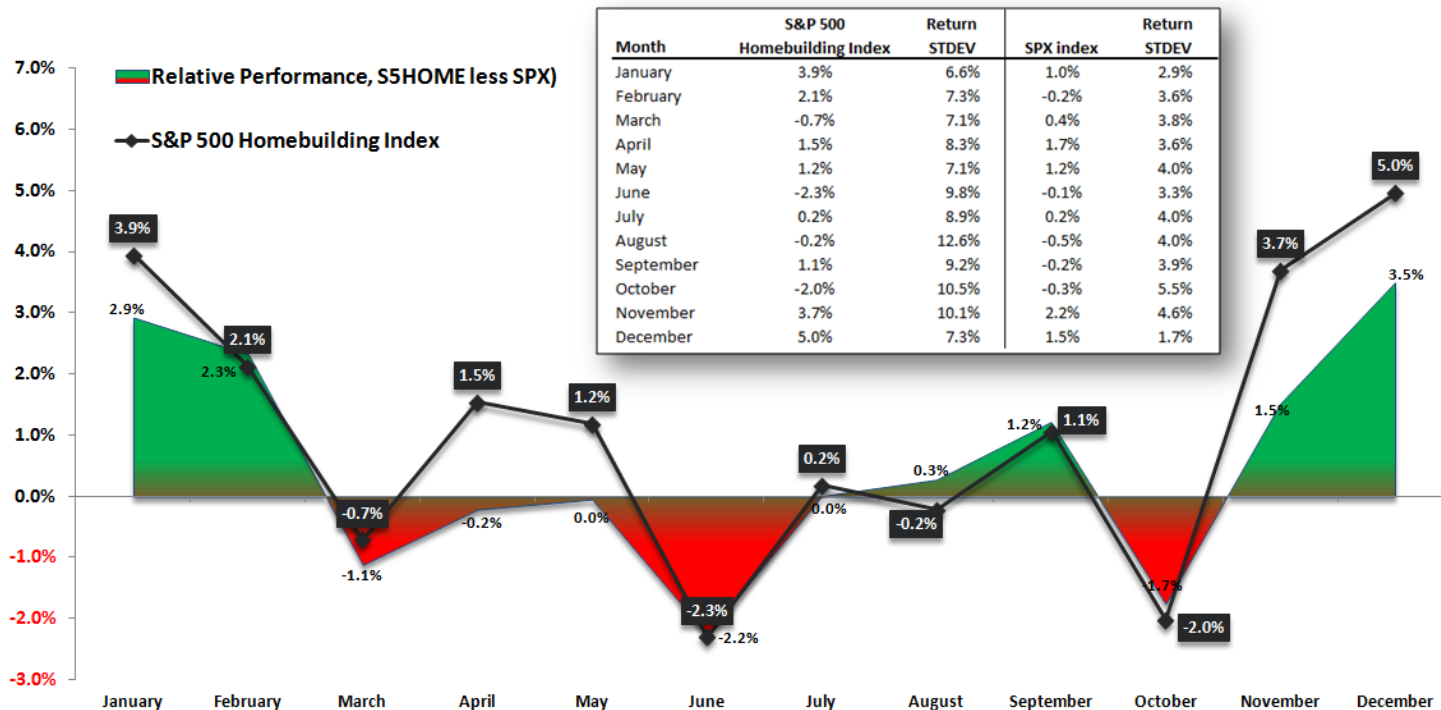 S&P 500 Return Return
Month Homebuilding Index STDEV SPX index STDEV
January 3.9% 6.6% 1.0% 2.9%
February 2.1% 7.3% -0.2% 3.6%
March -0.7% 7.1% 0.4% 3.8%
April 1.5% 8.3% 1.7% 3.6%
May 1.2% 7.1% 1.2% 4.0%
June -2.3% 9.8% -0.1% 3.3%
July 0.2% 8.9% 0.2% 4.0%
August -0.2% 12.6% -0.5% 4.0%
September 1.1% 9.2% -0.2% 3.9%
October -2.0% 10.5% -0.3% 5.5%
November 3.7% 10.1% 2.2% 4.6%
December 5.0% 7.3% 1.5% 1.7%
Relative Performance, S5HOME less SPX)
S&P 500 Homebuilding Index
7.0%
6.0%
5.0%
4.0%
3.0%
2.0%
1.0%
0.0%
-1.0%
-2.0%
-3.0%
3.9%
2.1%
-0.7%
1.5%
1.2%
-2.3%
0.2%
-0.2%
1.1%
-2.0%
3.7%
5.0%
2.9%
2.3%
-1.1%
-0.2%
0.0%
-2.2%
0.0%
0.3%
1.2%
-1.7%
1.5%
3.5%
January February March April May June July August September October November December